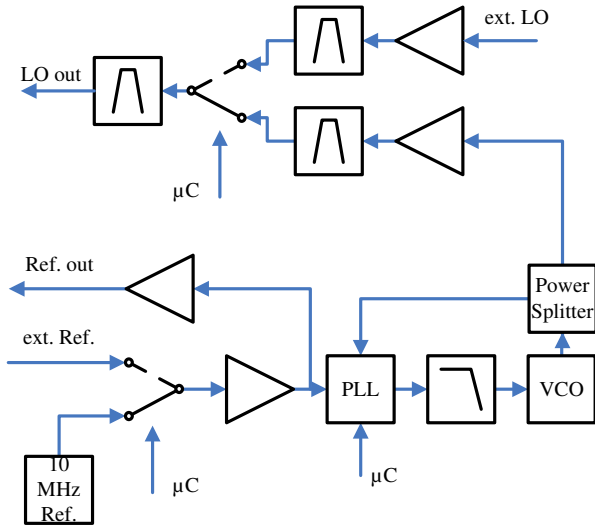 ext. LO
LO out
µC
Ref. out
Power
Splitter
ext. Ref.
PLL
VCO
10
MHz
Ref.
µC
µC